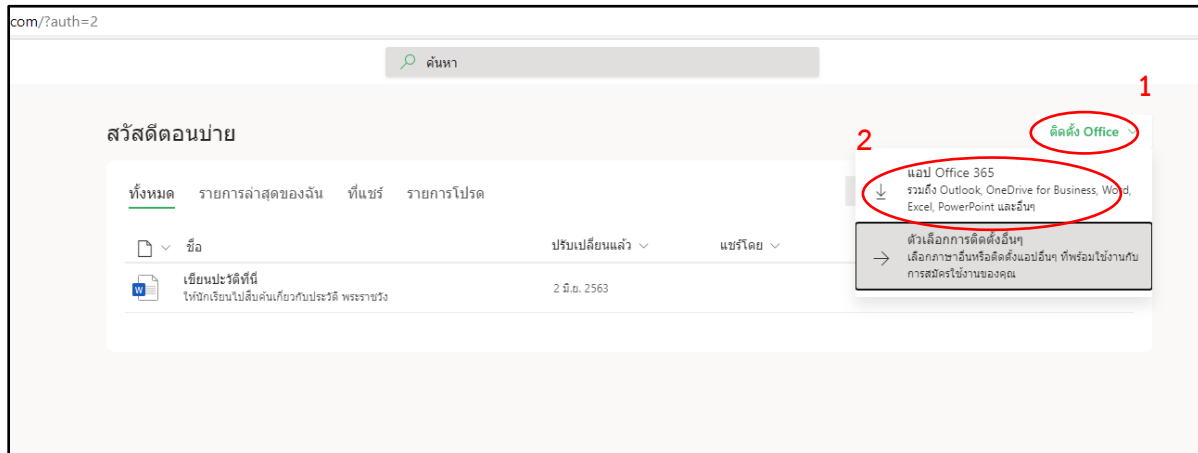 com/?auth=2
ค้นหา
1
สวัสดีตอนบ่าย
2
ติดตั้ง Office
ทั้งหมด รายการล่าสุดของฉัน ที่แชร์ รายการโปรด
แอป Office 365
รวมถึง Outlook, OneDrive for Business, Word,
Excel, PowerPoint และอื่นๆ
ชื่อ ปรับเปลี่ยนแล้ว แชร์โดย
ตัวเลือกการติดตั้งอื่นๆ
เลือกภาษาอื่นหรือติดตั้งแอปอื่นๆ ที่พร้อมใช้งานกับ
การสมัครใช้งานของคุณ
เขียนปะวัติที่นี่
ให้นักเรียนไปสืบค้นเกี่ยวกับประวัติ พระราชวัง
2 มิ.ย. 2563
W